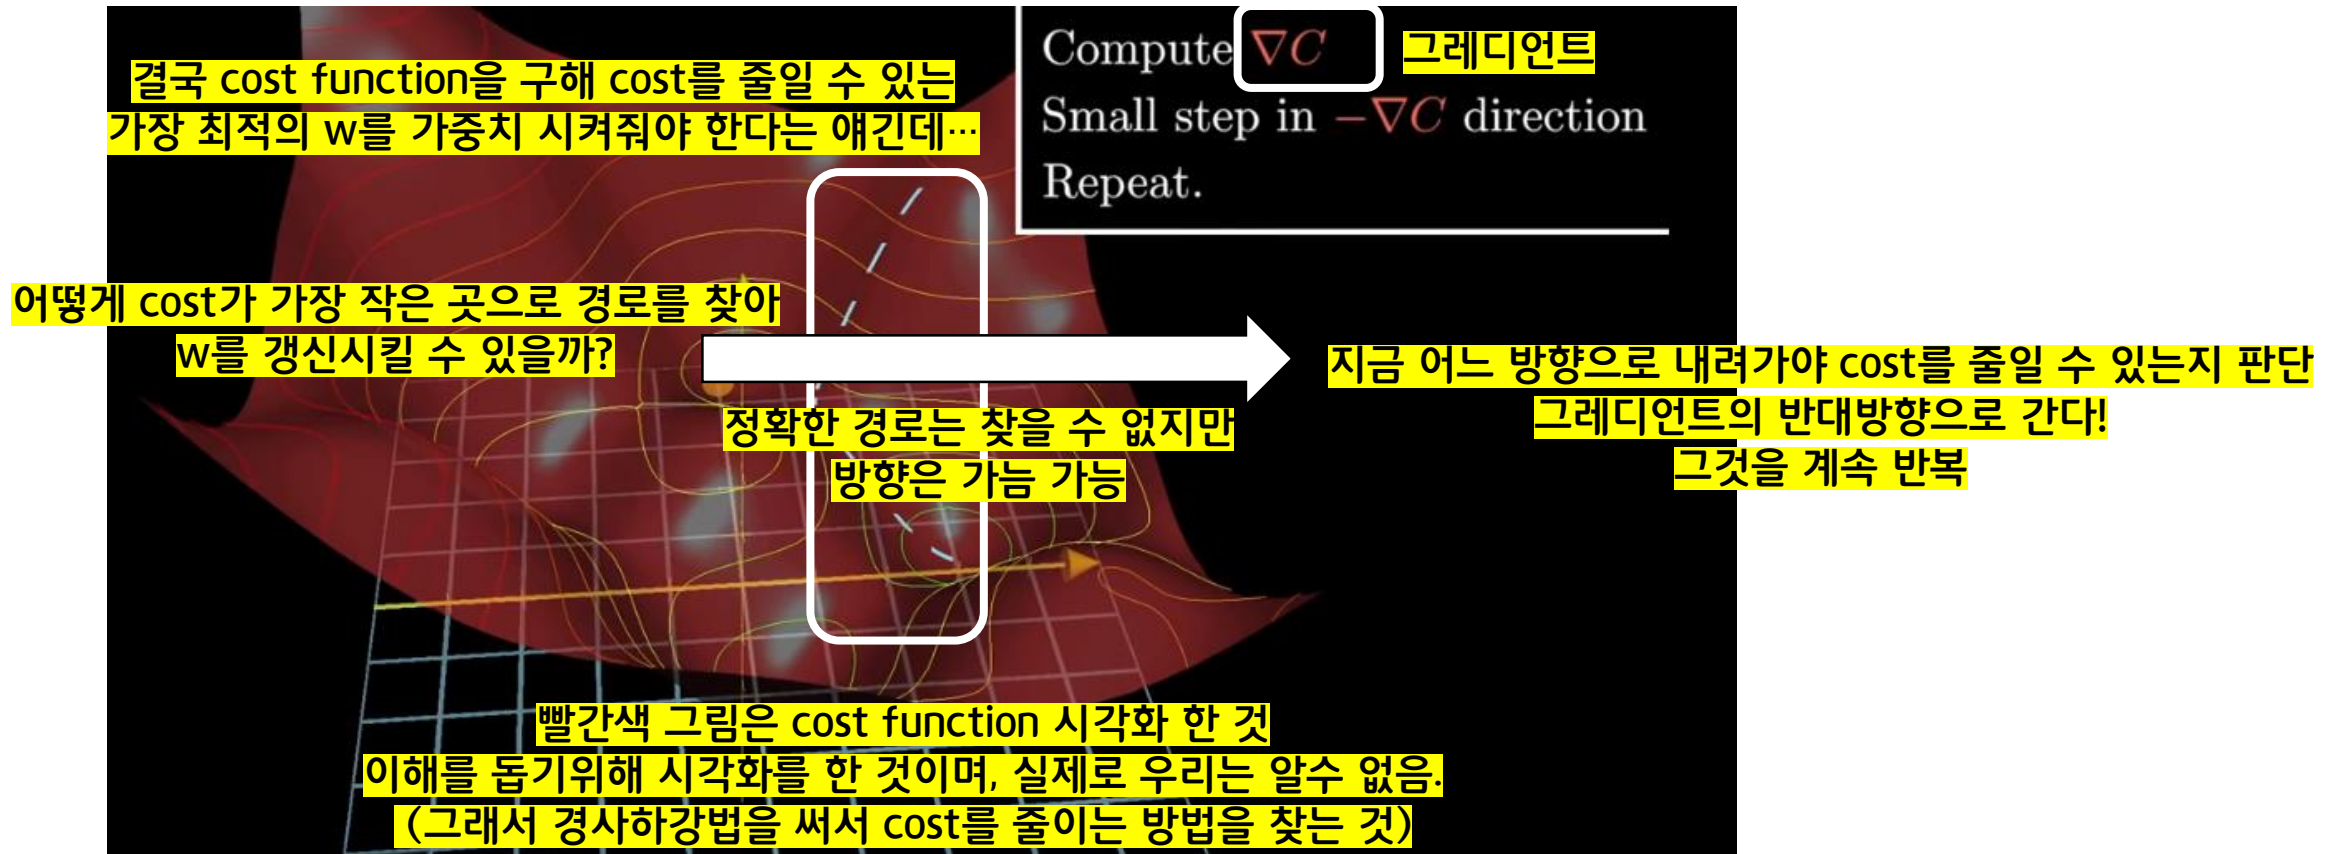 결국 cost function을 구해 cost를 줄일 수 있는
가장 최적의 w를 가중치 시켜줘야 한다는 얘긴데…
Compute ∇C
그레디언트
Small step in −∇C direction
Repeat.
어떻게 cost가 가장 작은 곳으로 경로를 찾아
w를 갱신시킬 수 있을까?
정확한 경로는 찾을 수 없지만
방향은 가늠 가능
지금 어느 방향으로 내려가야 cost를 줄일 수 있는지 판단
그레디언트의 반대방향으로 간다!
그것을 계속 반복
빨간색 그림은 cost function 시각화 한 것
이해를 돕기위해 시각화를 한 것이며, 실제로 우리는 알수 없음.
(그래서 경사하강법을 써서 cost를 줄이는 방법을 찾는 것)